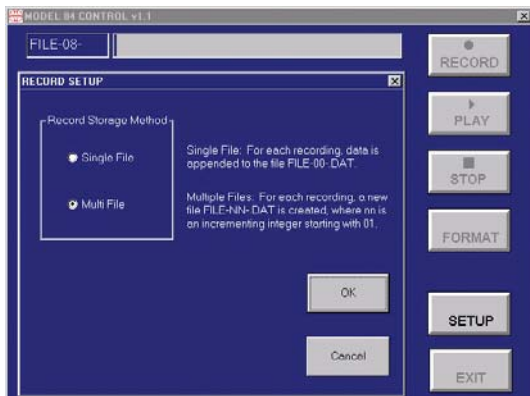 MODEL 84 CONTROL v1.1
FILE-08-
RECORD
RECORD SETUP
Record Storage Method
Single File
Multi File
Single File: For each recording, data is
appended to the file FILE-00-.DAT.
Multiple Files: For each recording, a new
file FILE-NN-.DAT is created, where nn is
an incrementing integer starting with 01.
OK
Cancel
PLAY
STOP
FORMAT
SETUP
EXIT